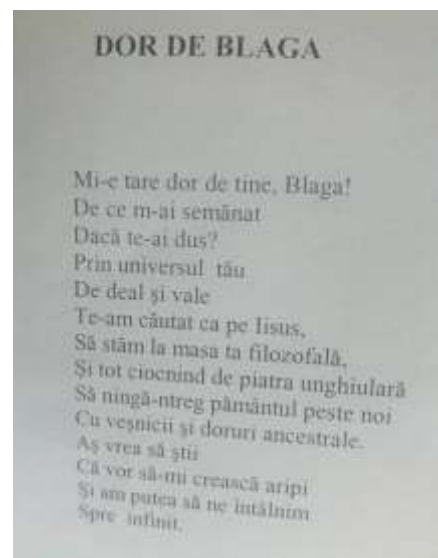 DOR DE BLAGA
Mi-e tare dor de tine, Blaga!
De ce m-ai semănat
Dacă te-ai dus?
Prin universul tău
De deal și vale
Te-am căutat ca pe Iisus,
Să stăm la masa ta filozofală,
Și tot ciocnind de piatra unghiulară
Să ningă-ntreg pământul peste noi
Cu veșnicii și doruri ancestrale.
Aș vrea să știi
Că vor să-mi crească aripi
Și am putea să ne întâlnim
Spre infinit.